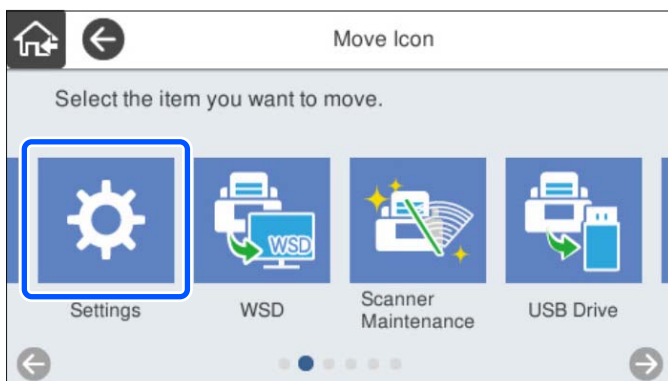 Move Icon
Select the item you want to move.
WSD
Settings
WSD
Scanner
Maintenance
USB Drive